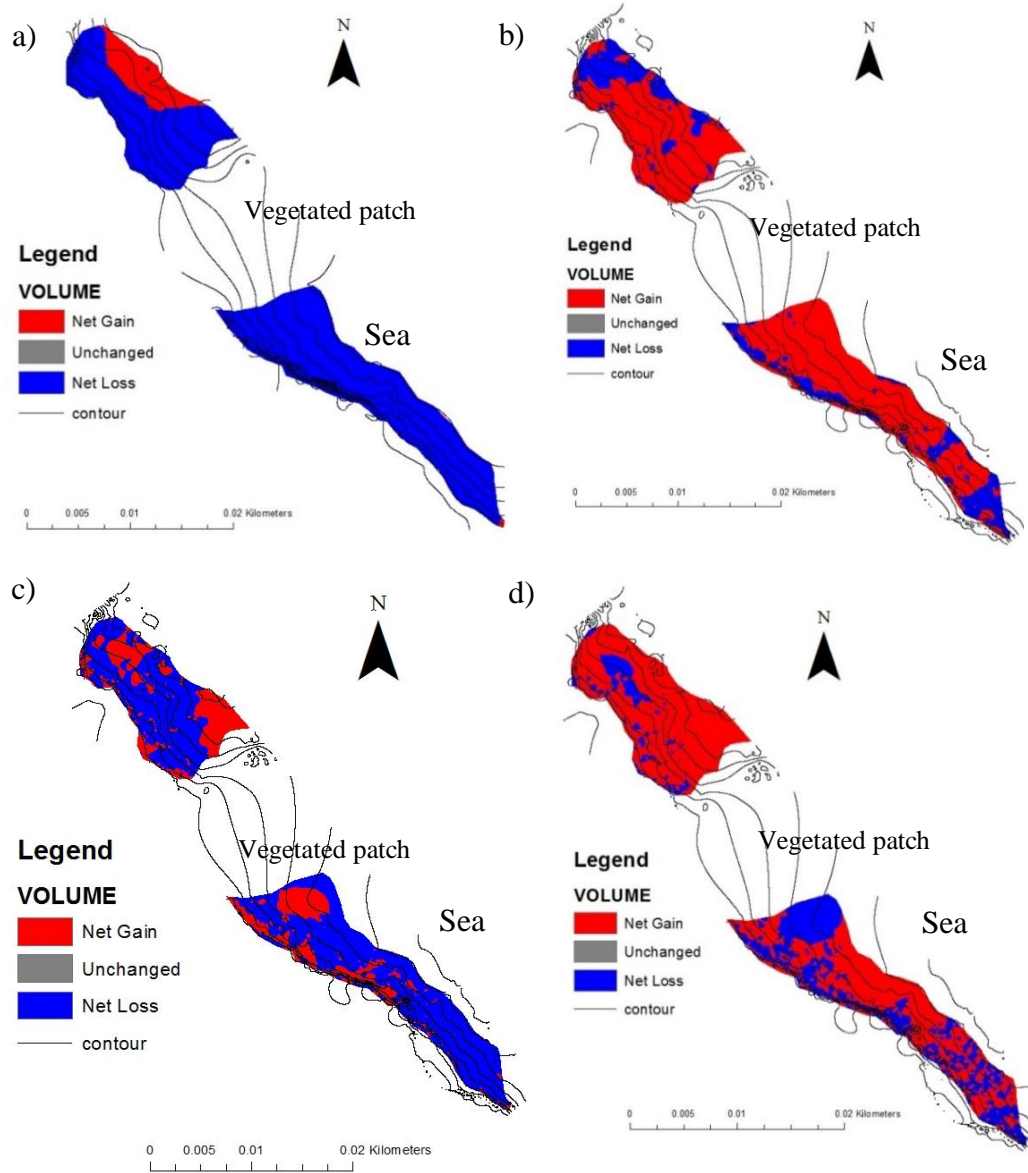 a)
N
Vegetated patch
Legend
VOLUME
Net Gain
Unchanged
Net Loss
contour
Sea
0 0.005 0.01 0.02 Kilometers
b)
N
Vegetated patch
Legend
VOLUME
Net Gain
Unchanged
Net Loss
contour
Sea
0 0.005 0.01 0.02 Kilometers
c)
N
Vegetated patch
Legend
VOLUME
Net Gain
Unchanged
Net Loss
contour
Sea
0 0.005 0.01 0.02 Kilometers
d)
N
Vegetated patch
Legend
VOLUME
Net Gain
Unchanged
Net Loss
contour
Sea
0 0.005 0.01 0.02 Kilometers